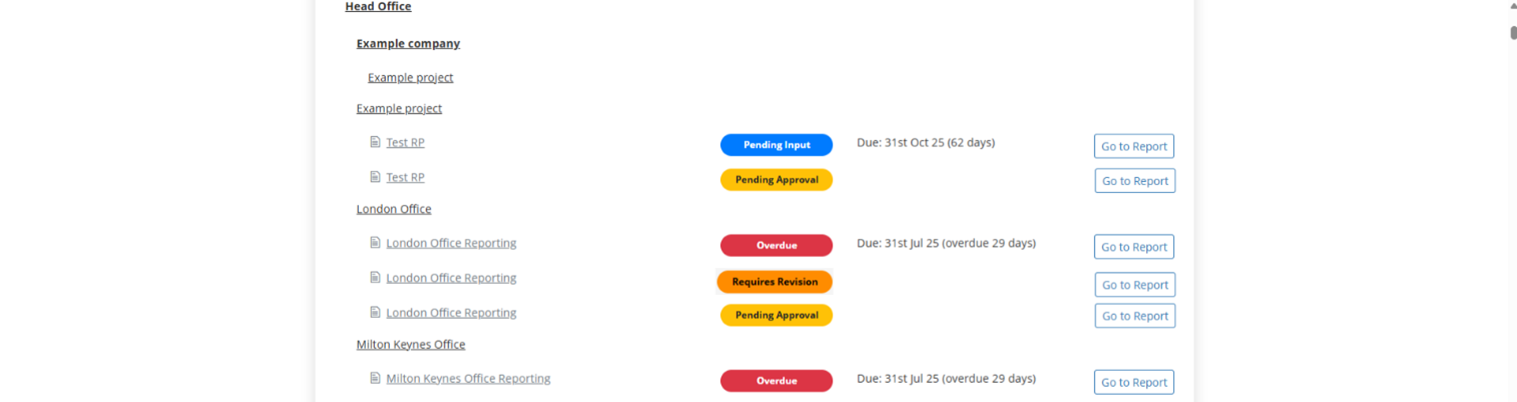 Head Office
Example company
Example project
Example project
Test RP Pending Input Due: 31st Oct 25 (62 days) Go to Report
Test RP Pending Approval Go to Report
London Office
London Office Reporting Overdue Due: 31st Jul 25 (overdue 29 days) Go to Report
London Office Reporting Requires Revision Go to Report
London Office Reporting Pending Approval Go to Report
Milton Keynes Office
Milton Keynes Office Reporting Overdue Due: 31st Jul 25 (overdue 29 days) Go to Report